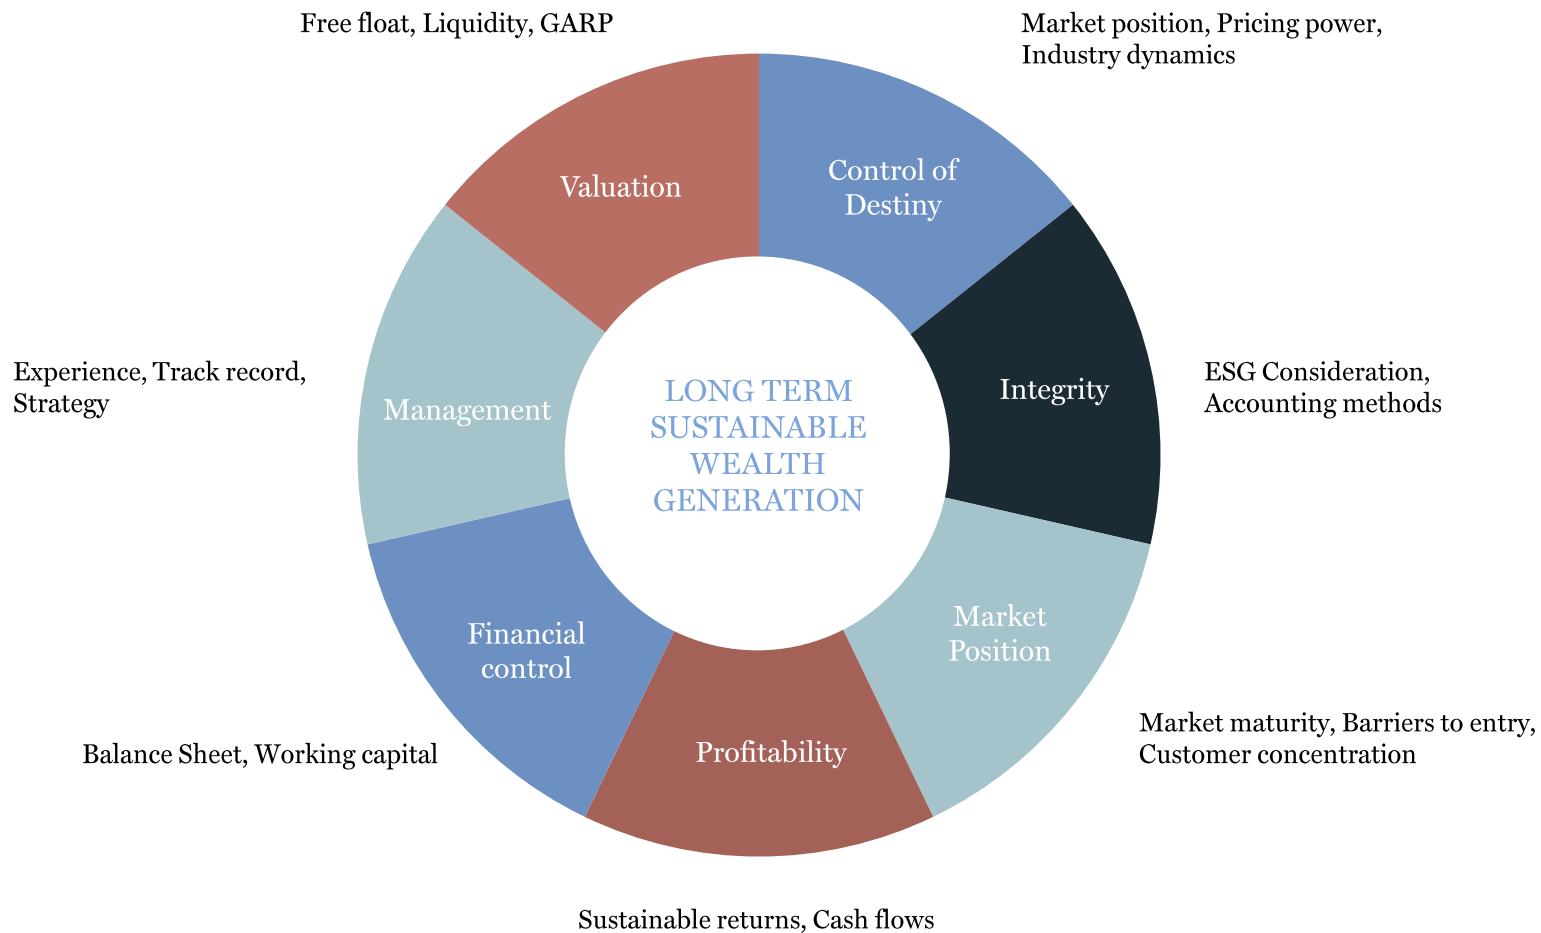 Free float, Liquidity, GARP
Market position, Pricing power,
Industry dynamics
Valuation
Control of
Destiny
Experience, Track record,
Strategy
Management
LONG TERM
SUSTAINABLE
WEALTH
GENERATION
Integrity
ESG Consideration,
Accounting methods
Financial
control
Market
Position
Balance Sheet, Working capital
Profitability
Market maturity, Barriers to entry,
Customer concentration
Sustainable returns, Cash flows